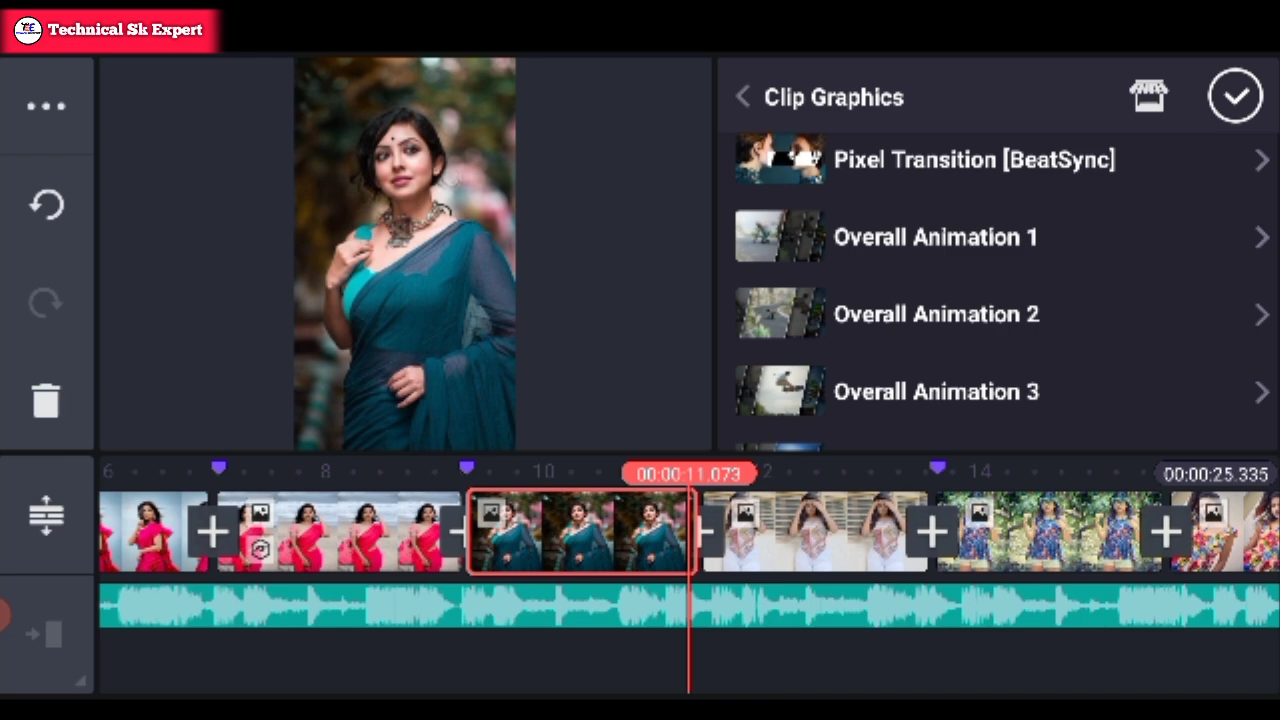 Technical Sk Expert
Clip Graphics
Pixel Transition [BeatSync]
Overall Animation 1
Overall Animation 2
Overall Animation 3
6 8 10 00:00:11.073 2 14 00:00:25.335